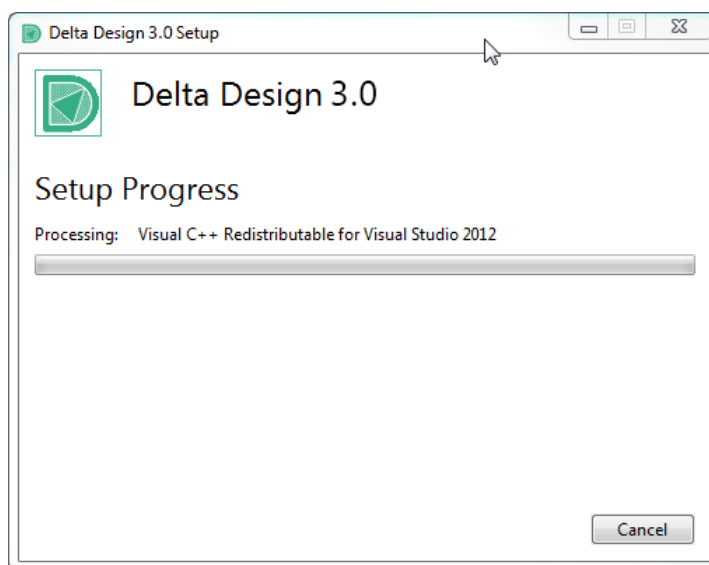 Delta Design 3.0 Setup
Delta Design 3.0
Setup Progress
Processing: Visual C++ Redistributable for Visual Studio 2012
Cancel